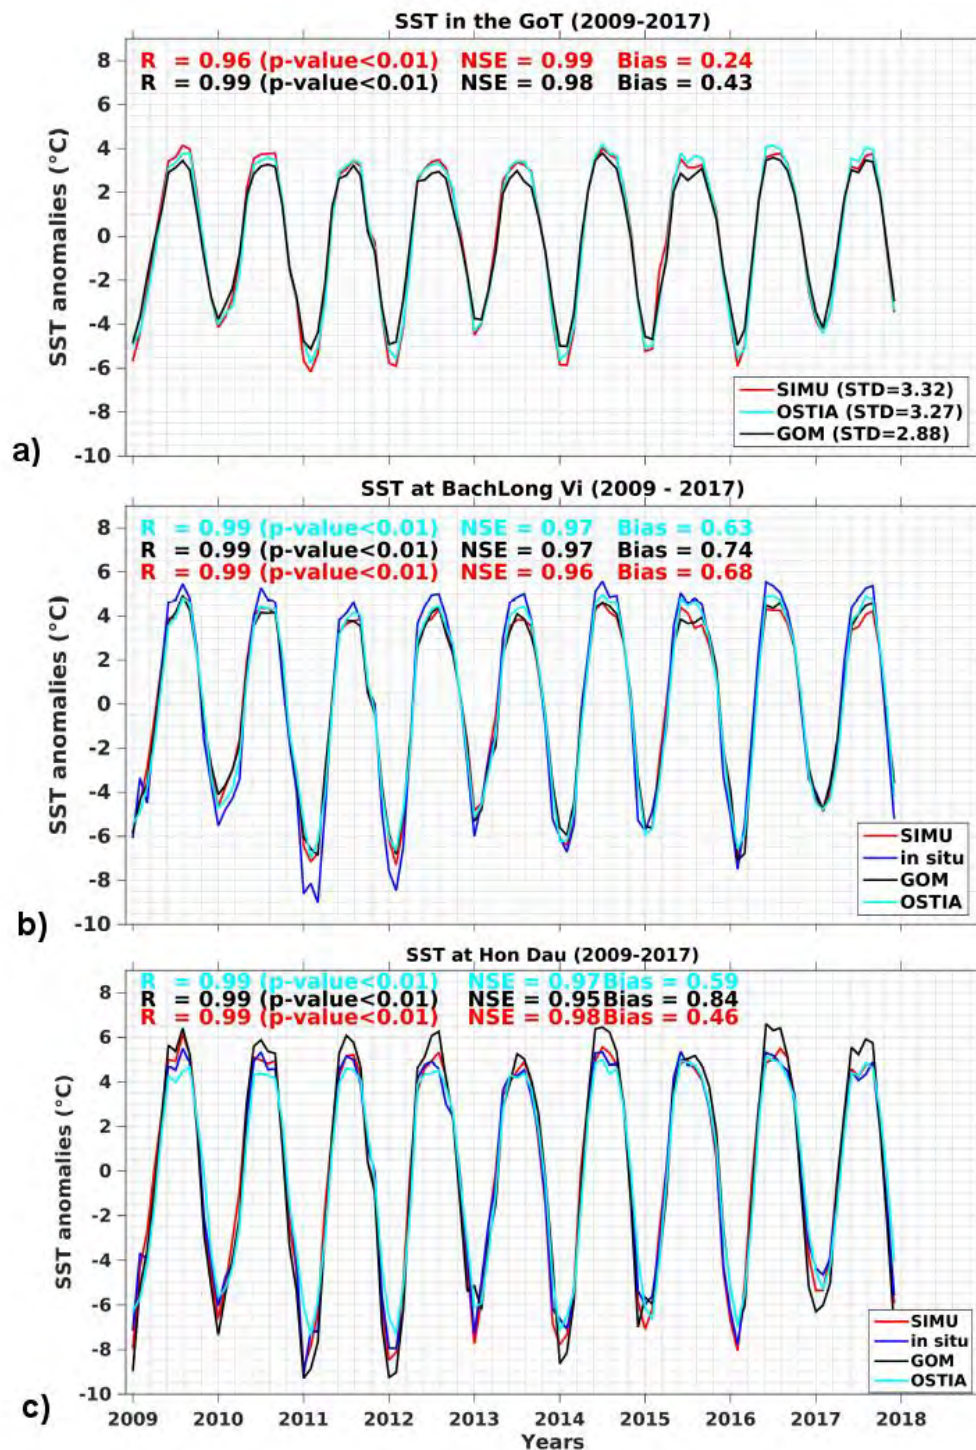 SST in the GoT (2009-2017)
R = 0.96 (p-value<0.01) NSE = 0.99 Bias = 0.24
R = 0.99 (p-value<0.01) NSE = 0.98 Bias = 0.43
SST anomalies (°C)
8
6
4
2
0
-2
-4
-6
-8
-10
SIMU (STD=3.32)
OSTIA (STD=3.27)
GOM (STD=2.88)
a)
SST at BachLong Vi (2009 - 2017)
R = 0.99 (p-value<0.01) NSE = 0.97 Bias = 0.63
R = 0.99 (p-value<0.01) NSE = 0.97 Bias = 0.74
R = 0.99 (p-value<0.01) NSE = 0.96 Bias = 0.68
SST anomalies (°C)
8
6
4
2
0
-2
-4
-6
-8
-10
SIMU
in situ
GOM
OSTIA
b)
SST at Hon Dau (2009-2017)
R = 0.99 (p-value<0.01) NSE = 0.97Bias = 0.59
R = 0.99 (p-value<0.01) NSE = 0.95Bias = 0.84
R = 0.99 (p-value<0.01) NSE = 0.98Bias = 0.46
SST anomalies (°C)
8
6
4
2
0
-2
-4
-6
-8
-10
SIMU
in situ
GOM
OSTIA
c)
2009 2010 2011 2012 2013 2014 2015 2016 2017 2018
Years